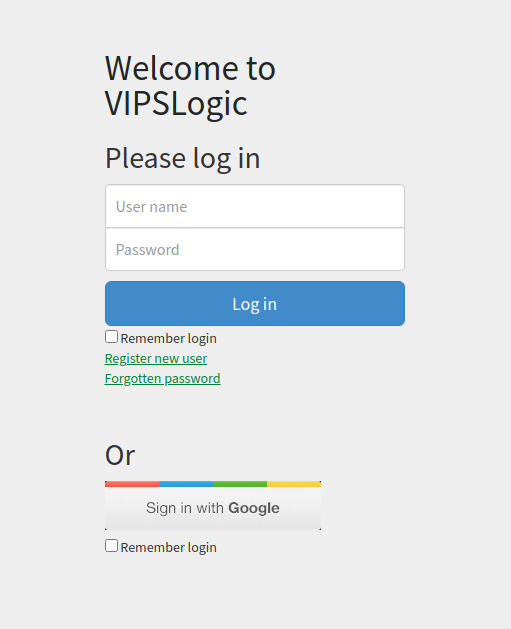 Welcome to
VIPSLogic
Please log in
User name
Password
Log in
Remember login
Register new user
Forgotten password
Or
Sign in with Google
Remember login